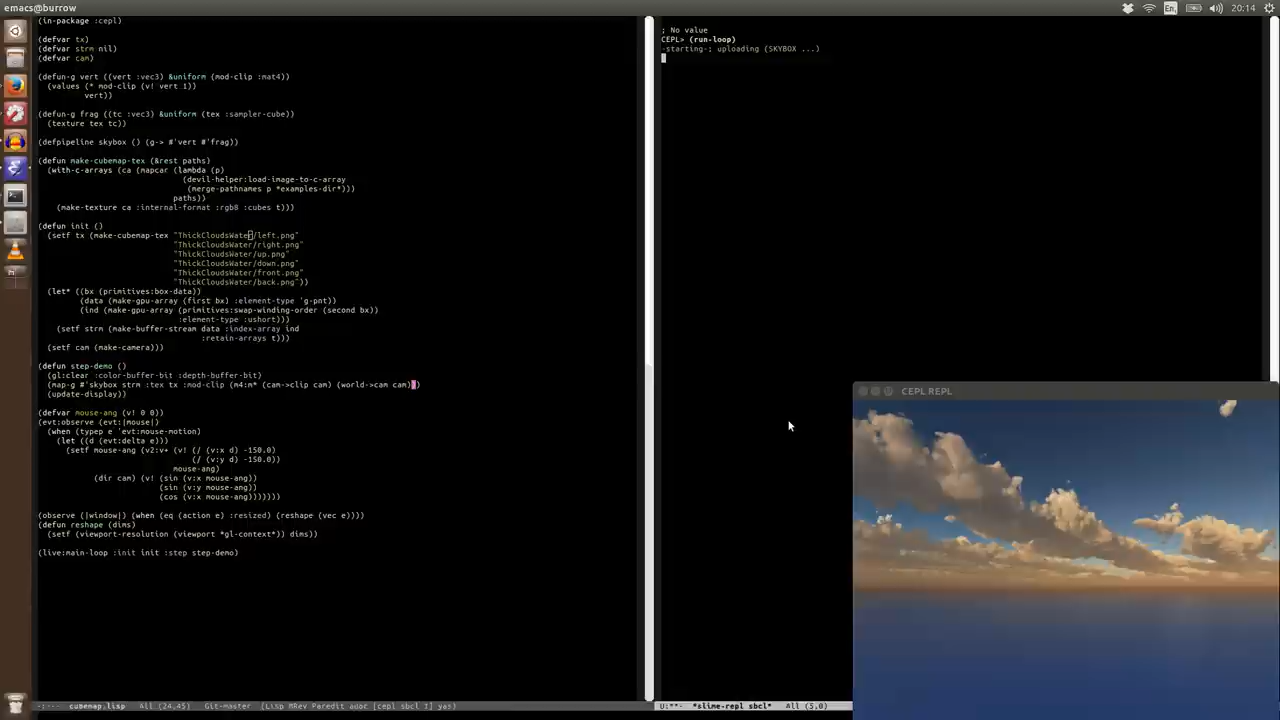 emacs@burrow
En
20:14
(in-package :cepl)
(defvar tx)
(defvar strm nil)
(defvar cam)
(defun-g vert ((vert :vec3) &uniform (mod-clip :mat4))
(values (* mod-clip (v! vert 1))
vert))
(defun-g frag ((tc :vec3) &uniform (tex :sampler-cube))
(texture tex tc))
(defpipeline skybox () (g-> #'vert #'frag))
(defun make-cubemap-tex (&rest paths)
(with-c-arrays (ca (mapcar (lambda (p)
(devil-helper:load-image-to-c-array
(merge-pathnames p *examples-dir*)))
paths))
(make-texture ca :internal-format :rgb8 :cubes t)))
(defun init ()
(setf tx (make-cubemap-tex "ThickCloudsWater/left.png"
"ThickCloudsWater/right.png"
"ThickCloudsWater/up.png"
"ThickCloudsWater/down.png"
"ThickCloudsWater/front.png"
"ThickCloudsWater/back.png"))
(let* ((bx (primitives:box-data))
(data (make-gpu-array (first bx) :element-type 'g-pnt))
(ind (make-gpu-array (primitives:swap-winding-order (second bx))
:element-type :ushort)))
(setf strm (make-buffer-stream data :index-array ind
:retain-arrays t)))
(setf cam (make-camera)))
(defun step-demo ()
(gl:clear :color-buffer-bit :depth-buffer-bit)
(map-g #'skybox strm :tex tx :mod-clip (m4:m* (cam->clip cam) (world->cam cam)))
(update-display))
(defvar mouse-ang (v! 0 0))
(evt:observe (evt:|mouse|)
(when (typep e 'evt:mouse-motion)
(let ((d (evt:delta e)))
(setf mouse-ang (v2:v+ (v! (/ (v:x d) -150.0)
(/ (v:y d) -150.0))
mouse-ang)
(dir cam) (v! (sin (v:x mouse-ang))
(sin (v:y mouse-ang))
(cos (v:x mouse-ang)))))))
(observe (|window|) (when (eq (action e) :resized) (reshape (vec e))))
(defun reshape (dims)
(setf (viewport-resolution (viewport *gl-context*)) dims))
(live:main-loop :init init :step step-demo)
-:--- cubemap.lisp All (24,45) Git-master (Lisp MRev Paredit adoc [cepl sbcl I] yas)
; No value
CEPL> (run-loop)
-starting-; uploading (SKYBOX ...)
CEPL REPL
U:**- *slime-repl sbcl* All (5,0)